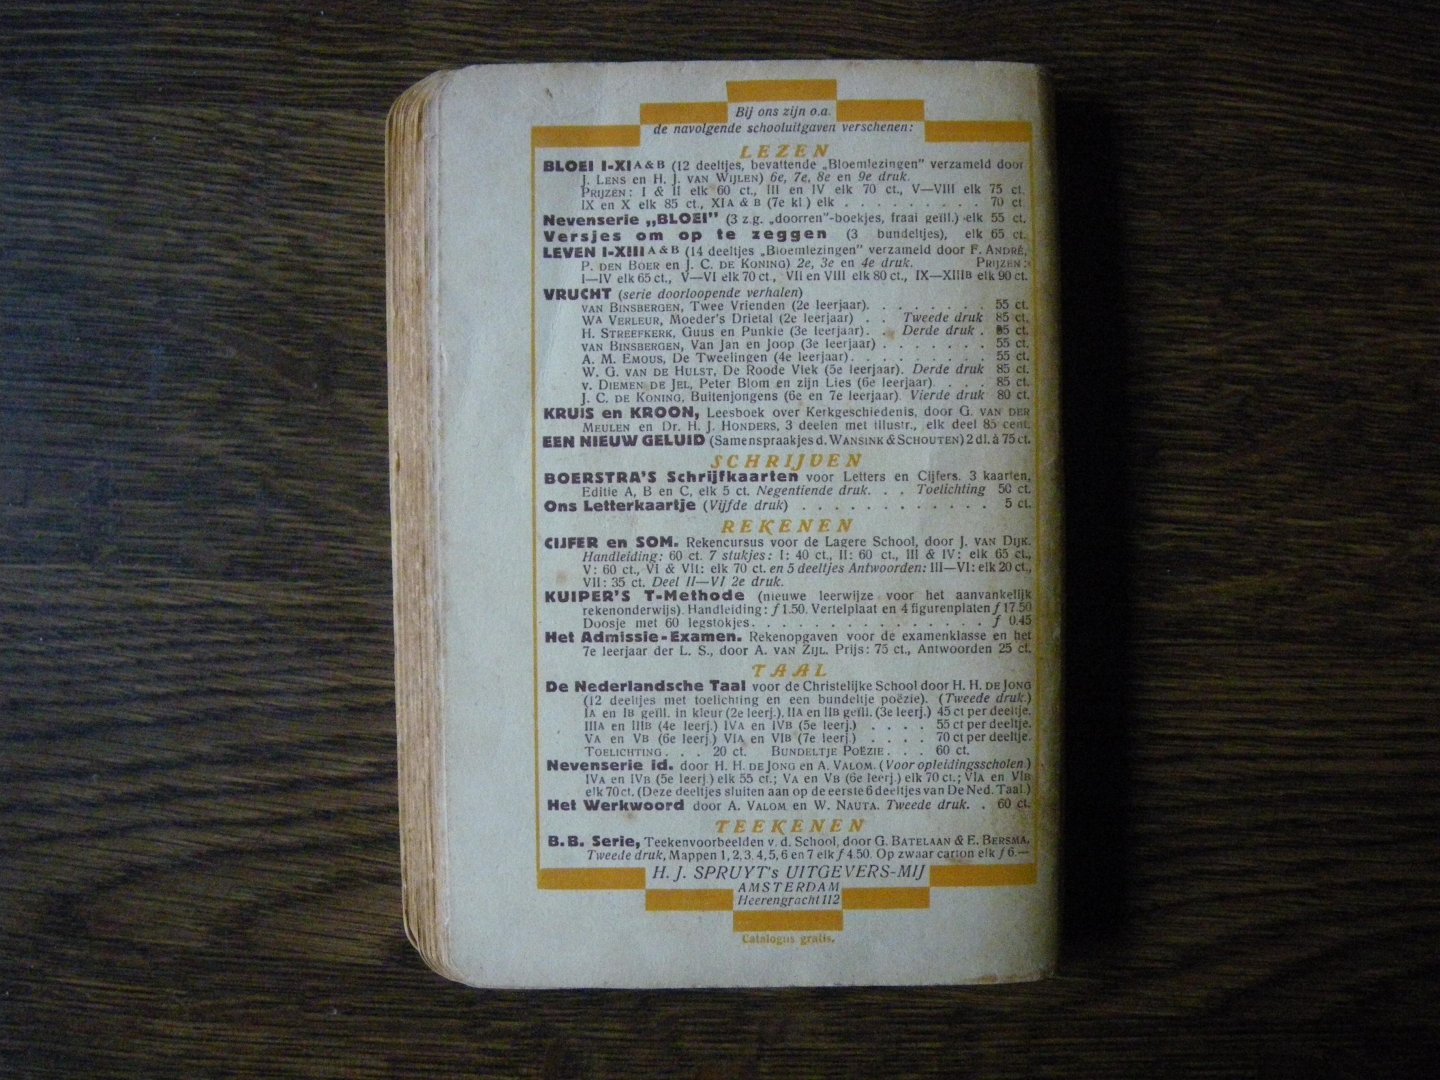 Bij ons zijn o.a.
de navolgende schooluitgaven verschenen:
LEZEN
BLOEI I-XI A & B (12 deeltjes, bevattende „Bloemlezingen" verzameld door
J. LENS en H. J. VAN WIJLEN) 6e, 7e, 8e en 9e druk.
PRIJZEN: I & II elk 60 ct., III en IV elk 70 ct., V—VIII elk 75 ct.
IX en X elk 85 ct., XIA & B (7e kl.) elk . . . . . . . . . 70 ct.
Nevenserie „BLOEI" (3 z.g. „doorren"-boekjes, fraai geïll.) elk 55 ct.
Versjes om op te zeggen (3 bundeltjes), elk 65 ct.
LEVEN I-XIII A & B (14 deeltjes „Bloemlezingen" verzameld door F. ANDRÉ,
P. DEN BOER en J. C. DE KONING) 2e, 3e en 4e druk. PRIJZEN:
I—IV elk 65 ct., V—VI elk 70 ct., VII en VIII elk 80 ct., IX—XIIIB elk 90 ct.
VRUCHT (serie doorloopende verhalen)
VAN BINSBERGEN, Twee Vrienden (2e leerjaar). . . . . . . . . 55 ct.
WA VERLEUR, Moeder's Drietal (2e leerjaar) . . Tweede druk 85 ct.
H. STREEFKERK, Guus en Punkie (3e leerjaar). . Derde druk . 85 ct.
VAN BINSBERGEN, Van Jan en Joop (3e leerjaar) . . . . . . . . 55 ct.
A. M. EMOUS, De Tweelingen (4e leerjaar). . . . . . . . . . . 55 ct.
W. G. VAN DE HULST, De Roode Vlek (5e leerjaar). Derde druk 85 ct.
V. DIEMEN DE JEL, Peter Blom en zijn Lies (6e leerjaar) . . . . 85 ct.
J. C. DE KONING, Buitenjongens (6e en 7e leerjaar). Vierde druk 80 ct.
KRUIS en KROON, Leesboek over Kerkgeschiedenis, door G. VAN DER
MEULEN en Dr. H. J. HONDERS, 3 deelen met illustr., elk deel 85 cent.
EEN NIEUW GELUID (Samenspraakjes d. WANSINK & SCHOUTEN) 2 dl. à 75 ct.
SCHRIJVEN
BOERSTRA'S Schrijfkaarten voor Letters en Cijfers. 3 kaarten,
Editie A, B en C, elk 5 ct. Negentiende druk. . . Toelichting 50 ct.
Ons Letterkaartje (Vijfde druk) . . . . . . . . . . . . 5 ct.
REKENEN
CIJFER en SOM. Rekencursus voor de Lagere School, door J. VAN DIJK.
Handleiding: 60 ct. 7 stukjes: I: 40 ct., II: 60 ct., III & IV: elk 65 ct.,
V: 60 ct., VI & VII: elk 70 ct. en 5 deeltjes Antwoorden: III—VI: elk 20 ct.,
VII: 35 ct. Deel II—VI 2e druk.
KUIPER'S T-Methode (nieuwe leerwijze voor het aanvankelijk
rekenonderwijs). Handleiding: f 1.50. Vertelplaat en 4 figurenplaten f 17.50
Doosje met 60 legstokjes. . . . . . . . . . . . . . . . . f 0.45
Het Admissie-Examen. Rekenopgaven voor de examenklasse en het
7e leerjaar der L. S., door A. VAN ZIJL. Prijs: 75 ct., Antwoorden 25 ct.
TAAL
De Nederlandsche Taal voor de Christelijke School door H. H. DE JONG
(12 deeltjes met toelichting en een bundeltje poëzie). (Tweede druk.)
IA en IB geïll. in kleur (2e leerj.), IIA en IIB geïll. (3e leerj.) 45 ct per deeltje.
IIIA en IIIB (4e leerj.) IVA en IVB (5e leerj.) . . . . . 55 ct per deeltje.
VA en VB (6e leerj.) VIA en VIB (7e leerj.) . . . . . 70 ct per deeltje.
TOELICHTING . . . 20 ct. BUNDELTJE POËZIE . . . 60 ct.
Nevenserie id. door H. H. DE JONG en A. VALOM. (Voor opleidingsscholen.)
IVA en IVB (5e leerj.) elk 55 ct.; VA en VB (6e leerj.) elk 70 ct.; VIA en VIB
elk 70 ct. (Deze deeltjes sluiten aan op de eerste 6 deeltjes van De Ned. Taal.)
Het Werkwoord door A. VALOM en W. NAUTA. Tweede druk. . 60 ct.
TEEKENEN
B.B. Serie, Teekenvoorbeelden v. d. School, door G. BATELAAN & E. BERSMA,
Tweede druk, Mappen 1, 2, 3, 4, 5, 6 en 7 elk f 4.50. Op zwaar carton elk f 6.—
H. J. SPRUYT's UITGEVERS-MIJ
AMSTERDAM
Heerengracht 112
Catalogus gratis.